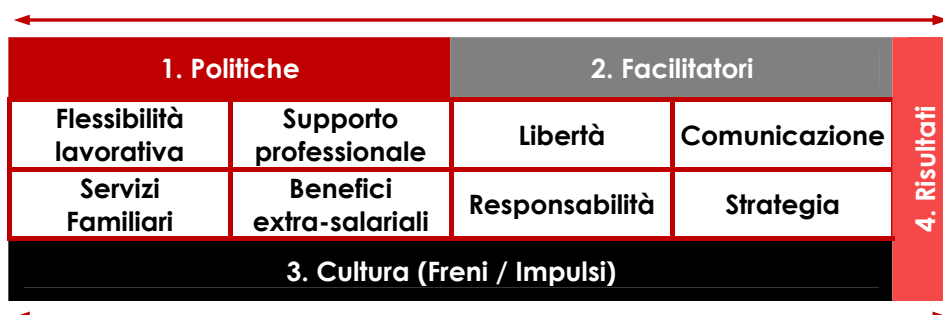 1. Politiche
2. Facilitatori
Flessibilità
lavorativa
Supporto
professionale
Libertà
Comunicazione
Servizi
Familiari
Benefici
extra-salariali
Responsabilità
Strategia
3. Cultura (Freni / Impulsi)
4. Risultati